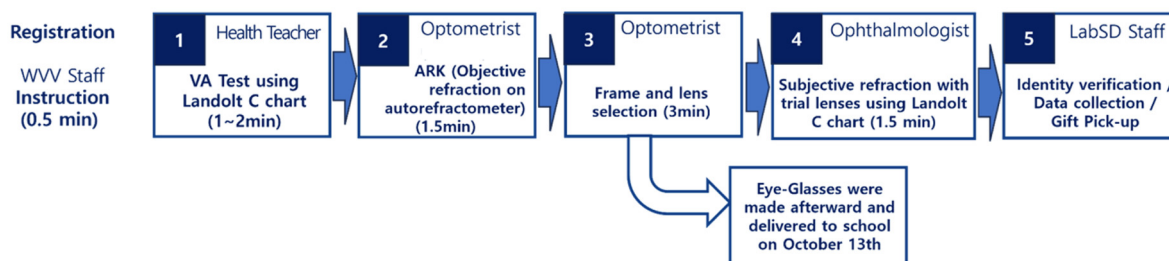 Registration
WVV Staff
Instruction
(0.5 min)
1
Health Teacher
VA Test using
Landolt C chart
(1~2min)
2
Optometrist
ARK (Objective
refraction on
autorefractometer)
(1.5min)
3
Optometrist
Frame and lens
selection (3min)
4
Ophthalmologist
Subjective refraction with
trial lenses using Landolt
C chart (1.5 min)
5
LabSD Staff
Identity verification /
Data collection /
Gift Pick-up
Eye-Glasses were
made afterward and
delivered to school
on October 13th